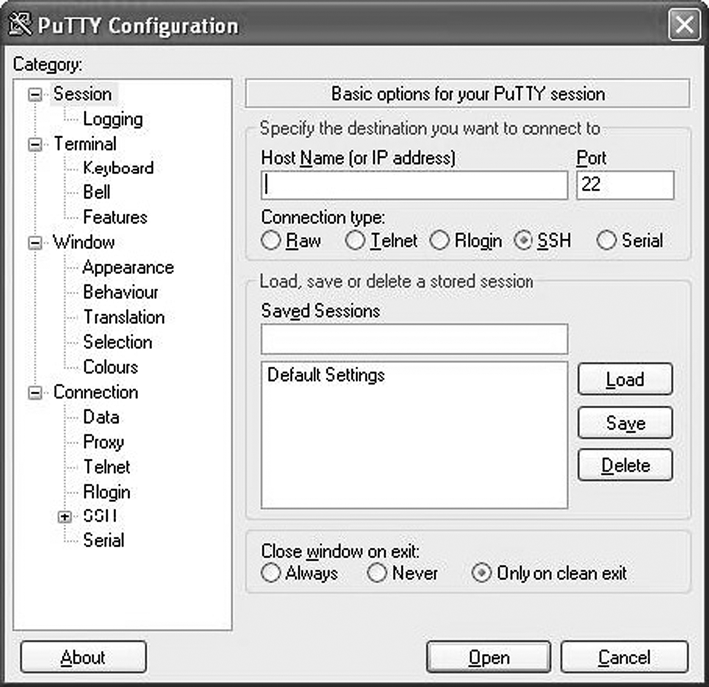 PuTTY Configuration
Category:
Session
Logging
Terminal
Keyboard
Bell
Features
Window
Appearance
Behaviour
Translation
Selection
Colours
Connection
Data
Proxy
Telnet
Rlogin
SSH
Serial
Basic options for your PuTTY session
Specify the destination you want to connect to
Host Name (or IP address) Port
22
Connection type:
Raw Telnet Rlogin SSH Serial
Load, save or delete a stored session
Saved Sessions
Default Settings
Load
Save
Delete
Close window on exit:
Always Never Only on clean exit
About Open Cancel